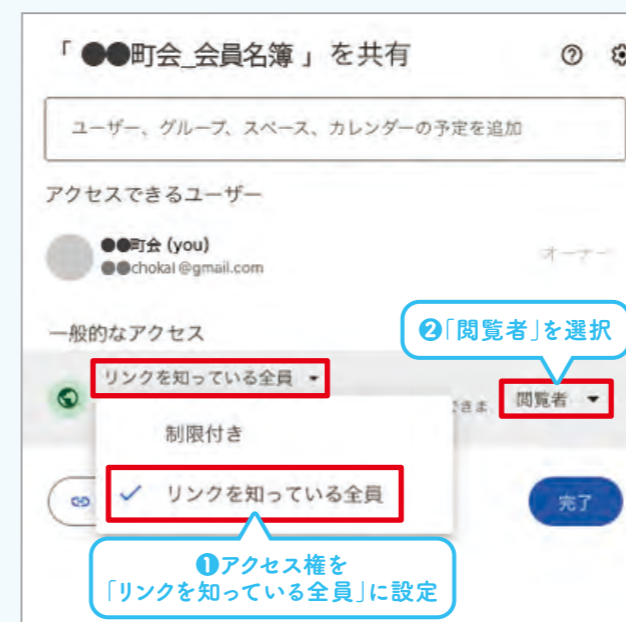 「 ●●町会_会員名簿 」を共有
ユーザー、グループ、スペース、カレンダーの予定を追加
アクセスできるユーザー
●●町会 (you)
●●chokai@gmail.com
オーナー
一般的なアクセス
❷「閲覧者」を選択
リンクを知っている全員
できま
閲覧者
制限付き
リンクを知っている全員
完了
❶アクセス権を
「リンクを知っている全員」に設定